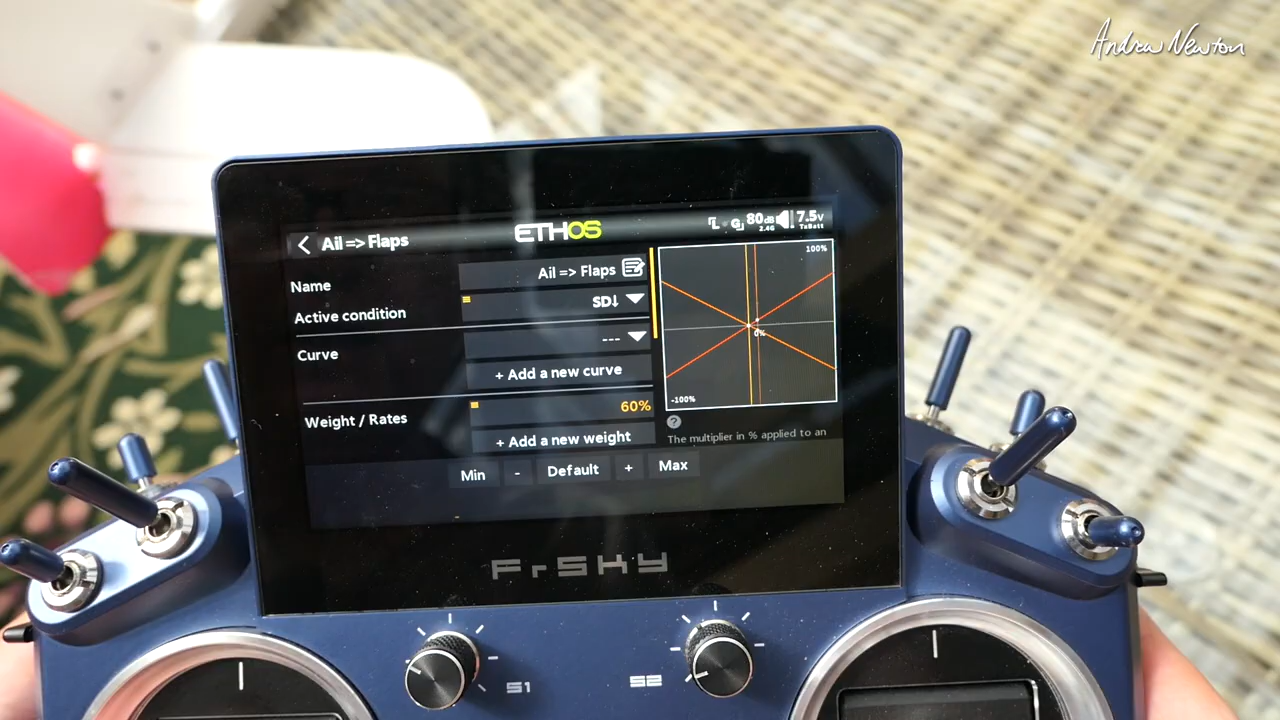 Andrew Newton
Ail => Flaps
ETHOS
80dB
2.4G
7.5V
TxBatt
Name
Ail => Flaps
Active condition
SD↓
Curve
---
+ Add a new curve
Weight / Rates
60%
+ Add a new weight
100%
0%
-100%
?
The multiplier in % applied to an
Min - Default + Max
FrSKY
S1
S2